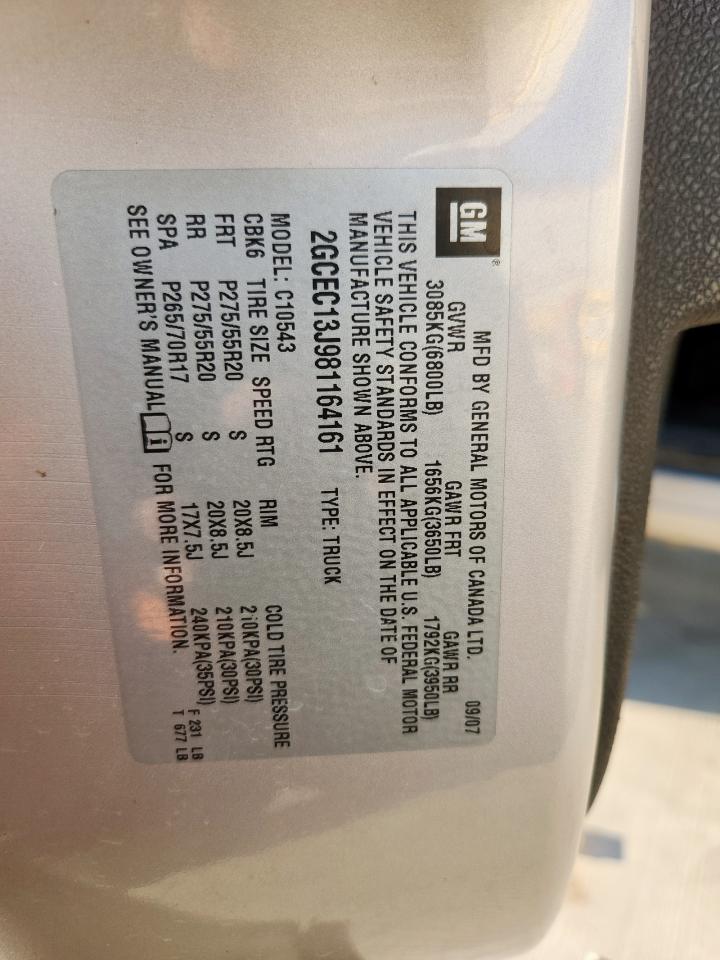 GM®
MFD BY GENERAL MOTORS OF CANADA LTD. 09/07
GVWR GAWR FRT GAWR RR
3085KG(6800LB) 1656KG(3650LB) 1792KG(3950LB)
THIS VEHICLE CONFORMS TO ALL APPLICABLE U.S. FEDERAL MOTOR
VEHICLE SAFETY STANDARDS IN EFFECT ON THE DATE OF
MANUFACTURE SHOWN ABOVE.
2GCEC13J981164161 TYPE: TRUCK
MODEL: C10543
CBK6 TIRE SIZE SPEED RTG RIM COLD TIRE PRESSURE
FRT P275/55R20 S 20X8.5J 210KPA(30PSI)
RR P275/55R20 S 20X8.5J 210KPA(30PSI)
SPA P265/70R17 S 17X7.5J 240KPA(35PSI) F 231 LB
SEE OWNER'S MANUAL i FOR MORE INFORMATION. T 677 LB